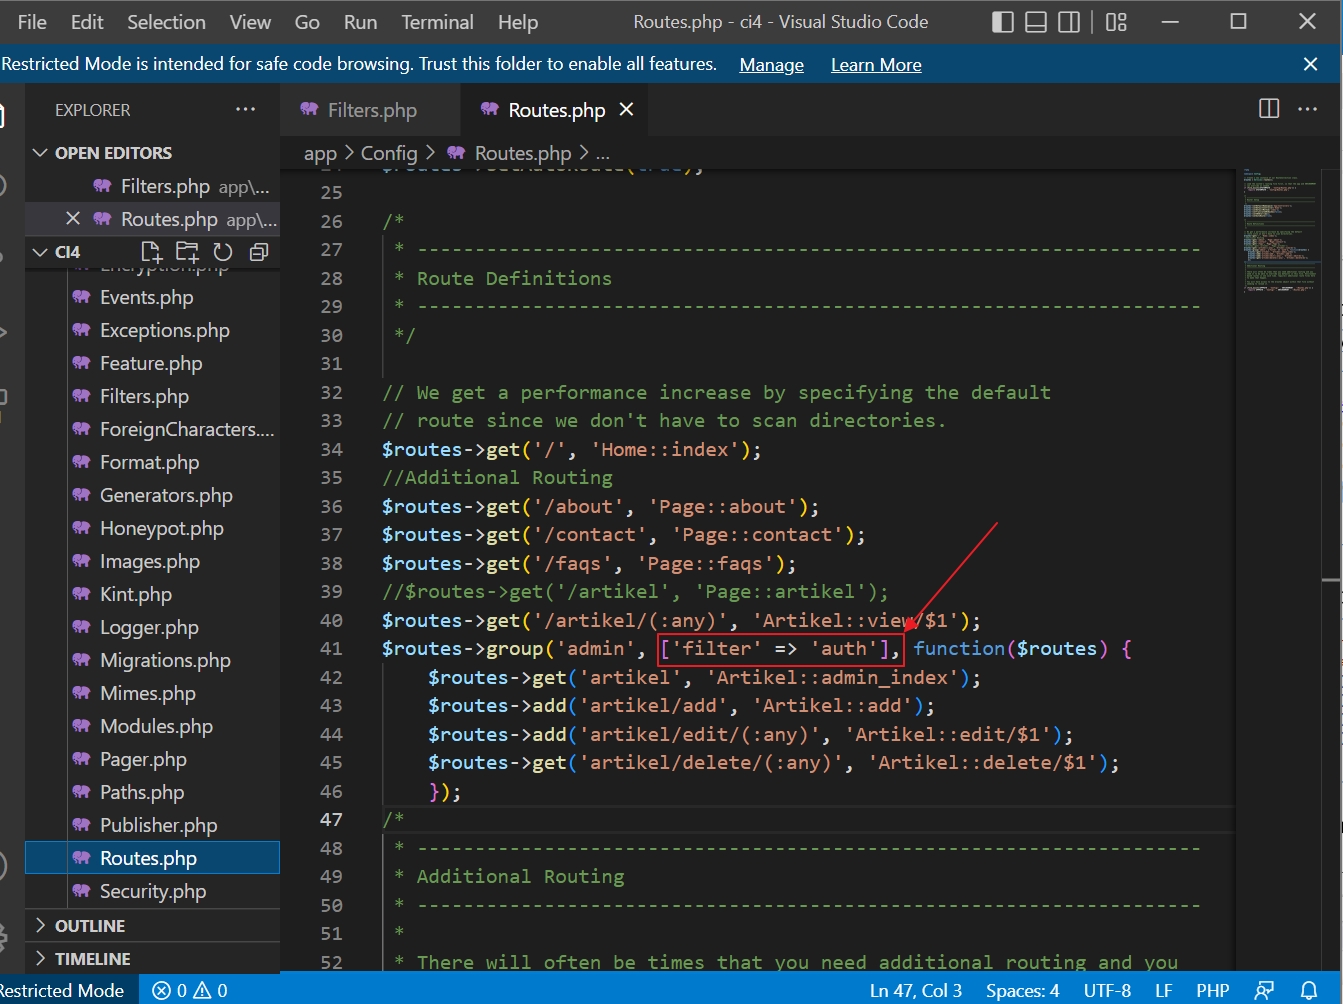 File Edit Selection View Go Run Terminal Help Routes.php - ci4 - Visual Studio Code
Restricted Mode is intended for safe code browsing. Trust this folder to enable all features. Manage Learn More
EXPLORER
OPEN EDITORS
Filters.php app\...
Routes.php app\...
CI4
Encryption.php
Events.php
Exceptions.php
Feature.php
Filters.php
ForeignCharacters....
Format.php
Generators.php
Honeypot.php
Images.php
Kint.php
Logger.php
Migrations.php
Mimes.php
Modules.php
Pager.php
Paths.php
Publisher.php
Routes.php
Security.php
OUTLINE
TIMELINE
Filters.php Routes.php
app > Config > Routes.php > ...
24 $routes->setAutoRoute(true);
25
26 /*
27 * --------------------------------------------------------------------
28 * Route Definitions
29 * --------------------------------------------------------------------
30 */
31
32 // We get a performance increase by specifying the default
33 // route since we don't have to scan directories.
34 $routes->get('/', 'Home::index');
35 //Additional Routing
36 $routes->get('/about', 'Page::about');
37 $routes->get('/contact', 'Page::contact');
38 $routes->get('/faqs', 'Page::faqs');
39 //$routes->get('/artikel', 'Page::artikel');
40 $routes->get('/artikel/(:any)', 'Artikel::view/$1');
41 $routes->group('admin', ['filter' => 'auth'], function($routes) {
42 $routes->get('artikel', 'Artikel::admin_index');
43 $routes->add('artikel/add', 'Artikel::add');
44 $routes->add('artikel/edit/(:any)', 'Artikel::edit/$1');
45 $routes->get('artikel/delete/(:any)', 'Artikel::delete/$1');
46 });
47 /*
48 * --------------------------------------------------------------------
49 * Additional Routing
50 * --------------------------------------------------------------------
51 *
52 * There will often be times that you need additional routing and you
Restricted Mode 0 0 Ln 47, Col 3 Spaces: 4 UTF-8 LF PHP